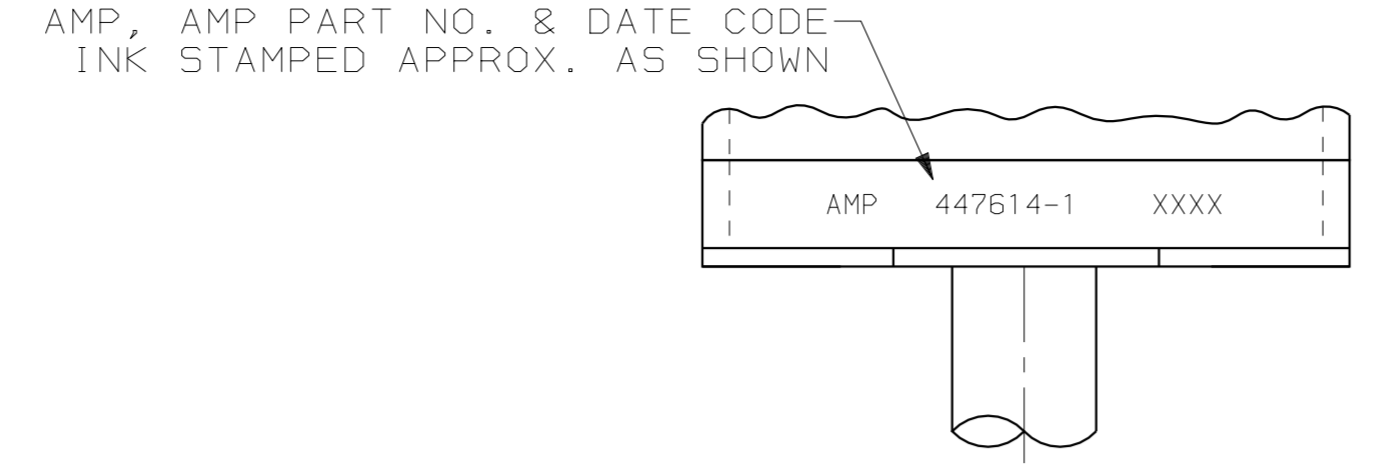 AMP, AMP PART NO. & DATE CODE
INK STAMPED APPROX. AS SHOWN
AMP 447614-1 XXXX